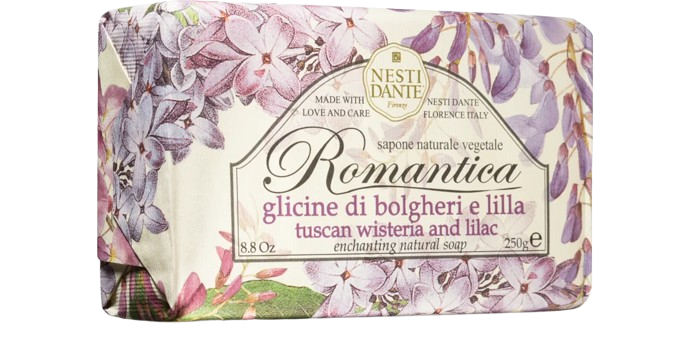 NESTI
DANTE
Firenze
MADE WITH
LOVE AND CARE
NESTI DANTE
FLORENCE ITALY
sapone naturale vegetale
Romantica
glicine di bolgheri e lilla
tuscan wisteria and lilac
enchanting natural soap
8.8 Oz
250g e